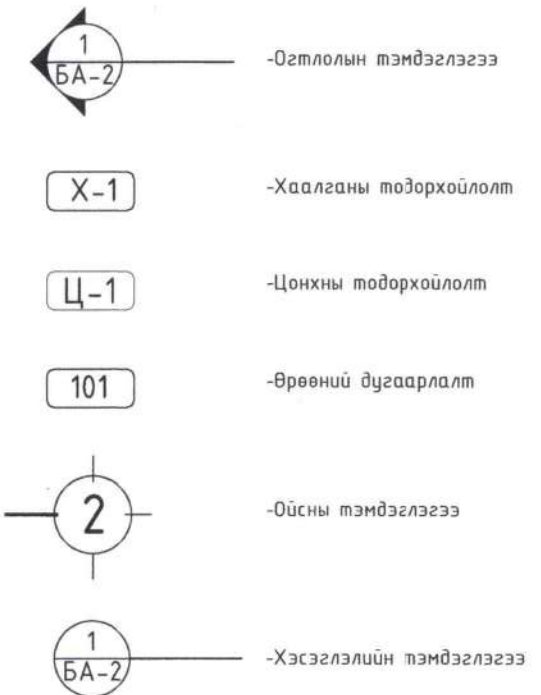 1
БА-2
-Огтлолын тэмдэглэгээ
Х-1
-Хаалганы тодорхойлолт
Ц-1
-Цонхны тодорхойлолт
101
-Өрөөний дугаарлалт
2
-Ойсны тэмдэглэгээ
1
БА-2
-Хэсэглэлийн тэмдэглэгээ